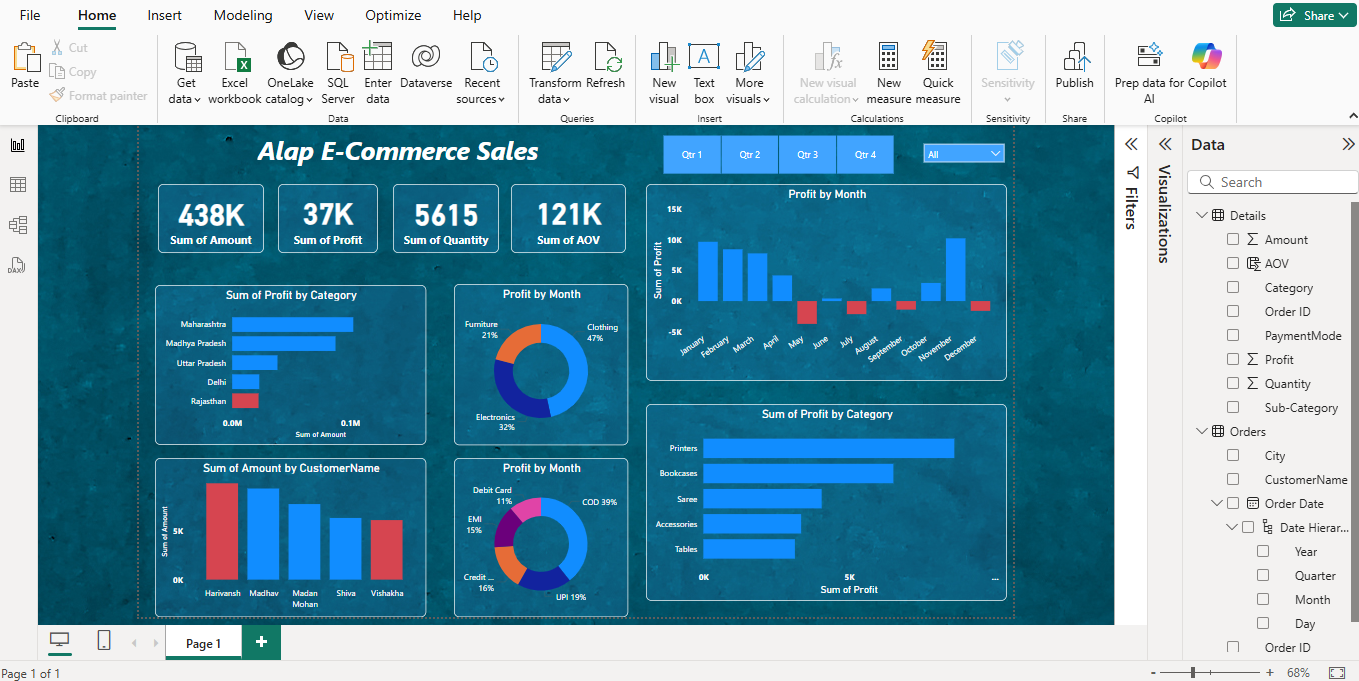 File Home Insert Modeling View Optimize Help Share
Paste
Cut
Copy
Format painter
Clipboard
Get data
Excel workbook
OneLake catalog
SQL Server
Enter data
Dataverse
Recent sources
Data
Transform data
Refresh
Queries
New visual
Text box
More visuals
Insert
New visual calculation
New measure
Quick measure
Calculations
Sensitivity
Sensitivity
Publish
Share
Prep data for AI
Copilot
Copilot
DAX
Alap E-Commerce Sales
Qtr 1 Qtr 2 Qtr 3 Qtr 4
All
438K
Sum of Amount
37K
Sum of Profit
5615
Sum of Quantity
121K
Sum of AOV
Profit by Month
Sum of Profit
15K
10K
5K
0K
-5K
January February March April May June July August September October November December
Sum of Profit by Category
Maharashtra
Madhya Pradesh
Uttar Pradesh
Delhi
Rajasthan
0.0M 0.1M
Sum of Amount
Profit by Month
Furniture
21%
Clothing
47%
Electronics
32%
Sum of Profit by Category
Printers
Bookcases
Saree
Accessories
Tables
0K 5K ...
Sum of Profit
Sum of Amount by CustomerName
Sum of Amount
5K
0K
Harivansh Madhav Madan Mohan Shiva Vishakha
Profit by Month
Debit Card
11%
COD 39%
EMI
15%
Credit ...
16%
UPI 19%
Filters
Visualizations
Data
Search
Details
Amount
AOV
Category
Order ID
PaymentMode
Profit
Quantity
Sub-Category
Orders
City
CustomerName
Order Date
Date Hierar...
Year
Quarter
Month
Day
Order ID
Page 1
+
Page 1 of 1
- + 68%